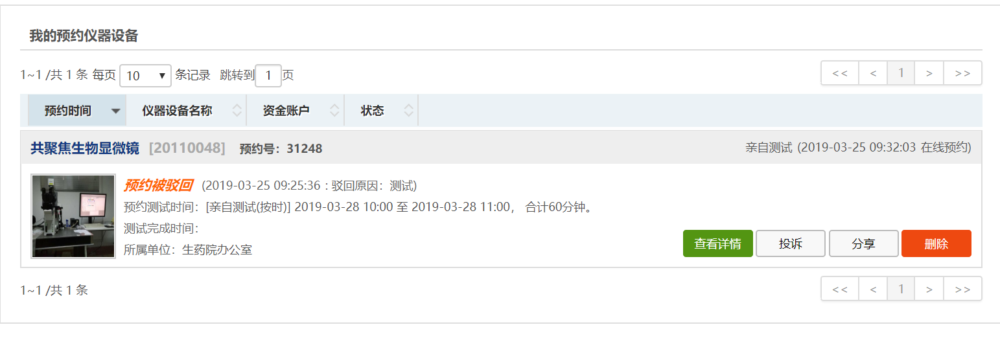 我的预约仪器设备
1~1 /共 1 条 每页 10 ▼ 条记录 跳转到 1 页 << < 1 > >>
预约时间 仪器设备名称 资金账户 状态
共聚焦生物显微镜 [20110048] 预约号：31248 亲自测试 (2019-03-25 09:32:03 在线预约)
预约被驳回 (2019-03-25 09:25:36 : 驳回原因：测试)
预约测试时间：[亲自测试(按时)] 2019-03-28 10:00 至 2019-03-28 11:00， 合计60分钟。
测试完成时间：
所属单位：生药院办公室
查看详情 投诉 分享 删除
1~1 /共 1 条 << < 1 > >>